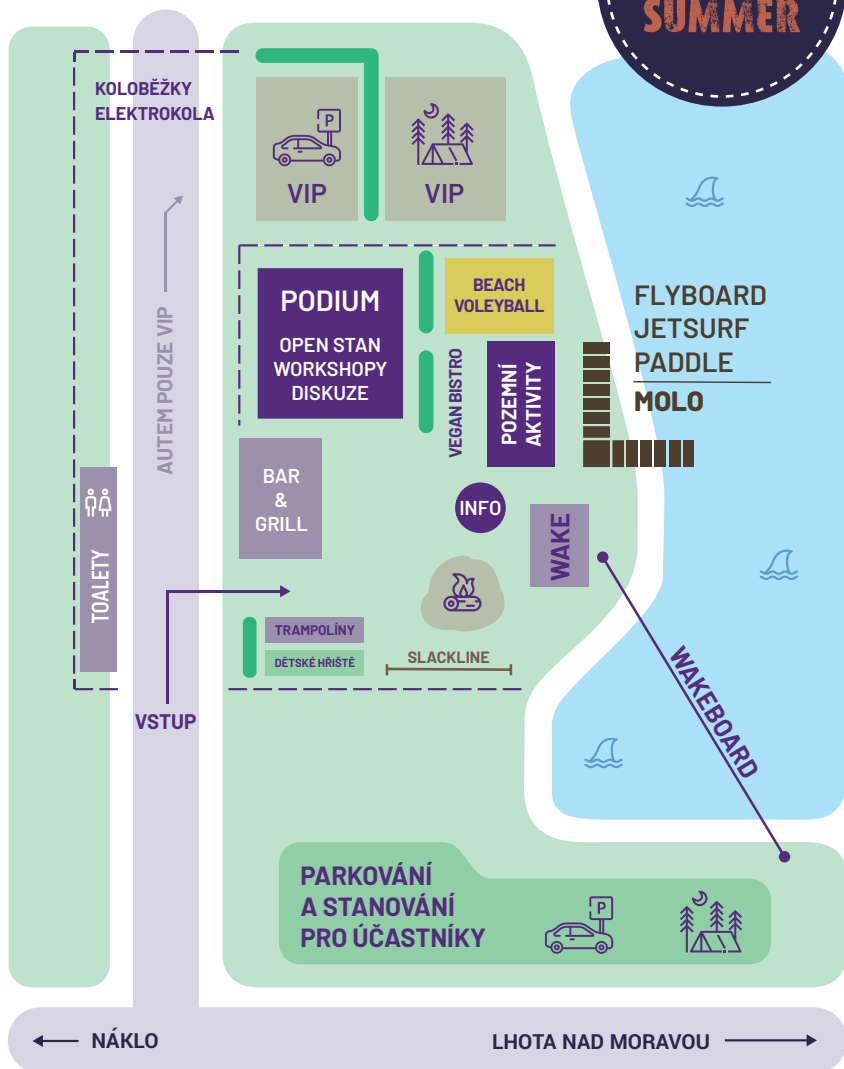 SUMMER
KOLOBĚŽKY
ELEKTROKOLA
P
VIP
VIP
AUTEM POUZE VIP
PODIUM
OPEN STAN
WORKSHOPY
DISKUZE
BEACH
VOLEYBALL
VEGAN BISTRO
POZEMNÍ
AKTIVITY
FLYBOARD
JETSURF
PADDLE
MOLO
BAR
&
GRILL
INFO
WAKE
TOALETY
TRAMPOLÍNY
DĚTSKÉ HŘIŠTĚ
SLACKLINE
VSTUP
WAKEBOARD
PARKOVÁNÍ
A STANOVÁNÍ
PRO ÚČASTNÍKY
P
NÁKLO
LHOTA NAD MORAVOU